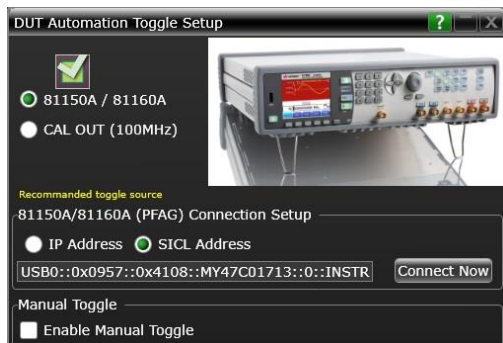 DUT Automation Toggle Setup
? X
81150A / 81160A
CAL OUT (100MHz)
Recommanded toggle source
81150A/81160A (PFAG) Connection Setup
IP Address SICL Address
USB0::0x0957::0x4108::MY47C01713::0::INSTR Connect Now
Manual Toggle
Enable Manual Toggle